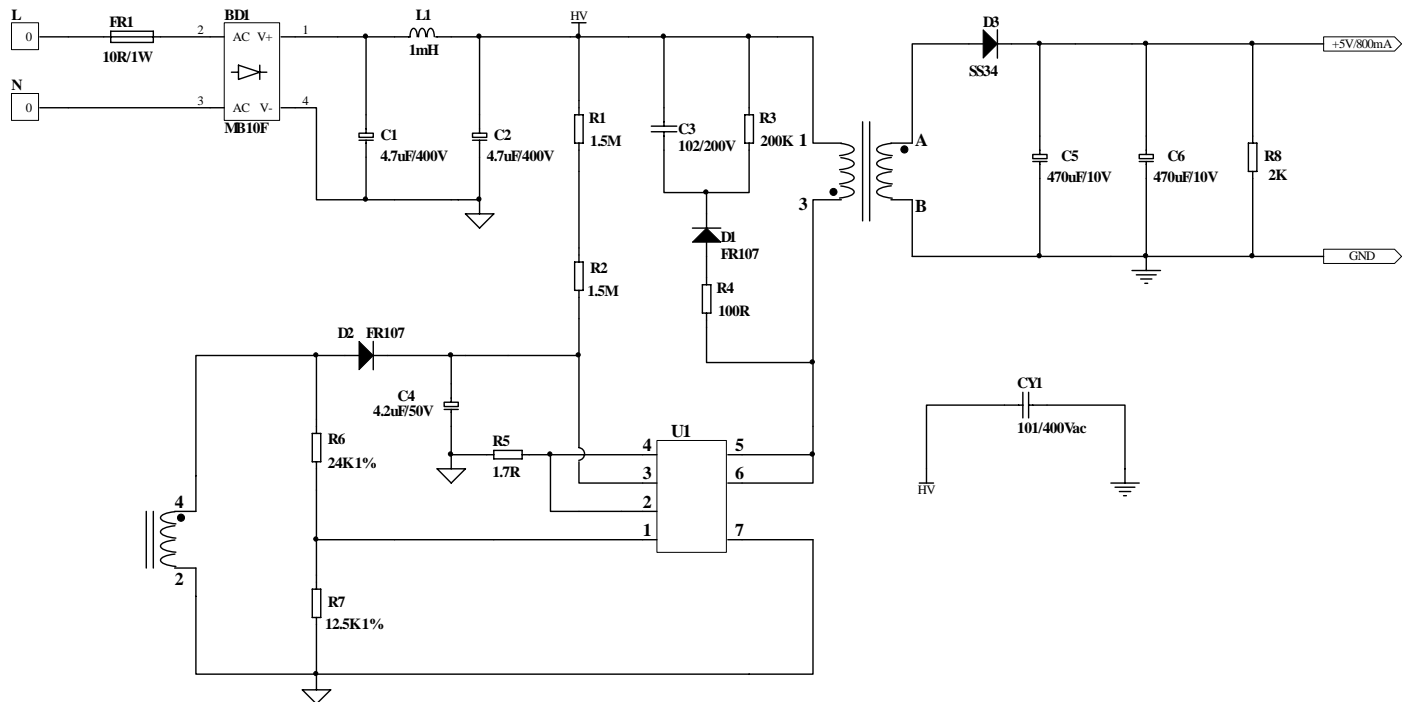 L
FR1
BD1
L1
HV
D3
0
2
AC V+
1
+5V/800mA
10R/1W
1mH
SS34
N
0
3
AC V-
4
MB10F
C1
4.7uF/400V
C2
4.7uF/400V
R1
1.5M
C3
102/200V
R3
200K
1
A
3
B
C5
470uF/10V
C6
470uF/10V
R8
2K
D1
FR107
GND
R2
1.5M
R4
100R
D2
FR107
C4
4.2uF/50V
CY1
101/400Vac
HV
R6
24K1%
R5
1.7R
U1
4
5
3
6
2
1
7
4
2
R7
12.5K1%